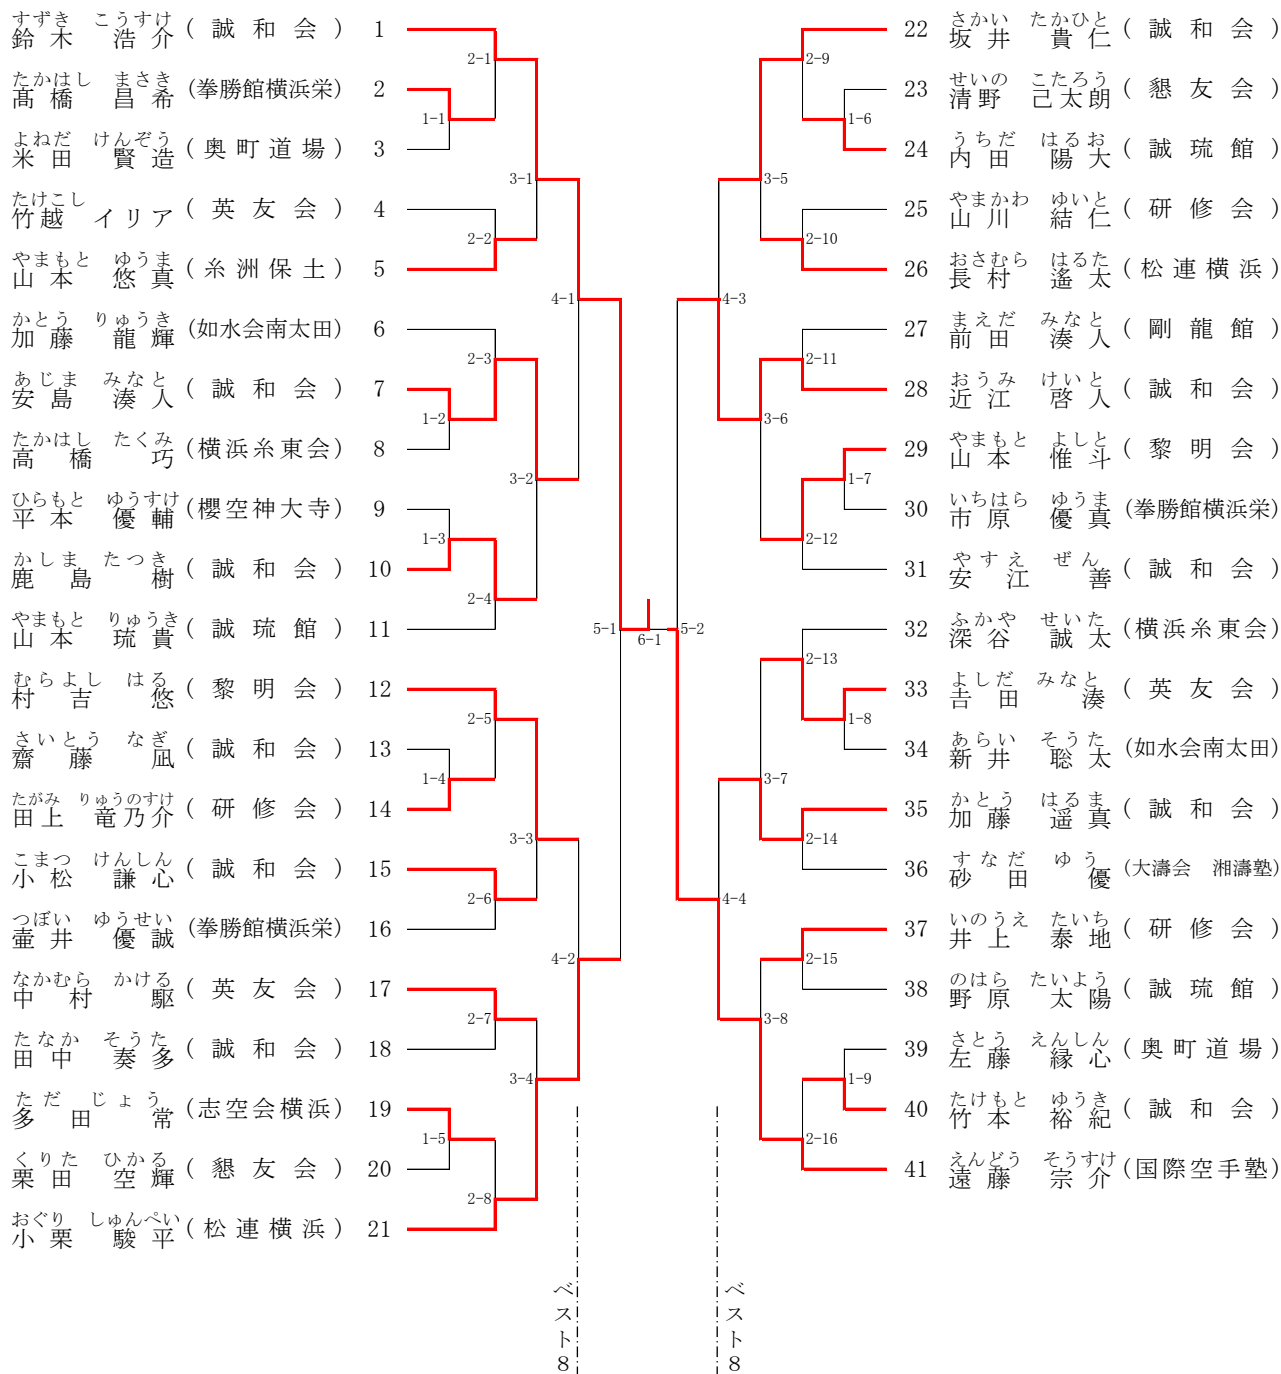 すずき こうすけ
鈴木 浩介 (誠和会) 1
たかはし まさき
髙橋 昌希 (拳勝館横浜栄) 2
よねだ けんぞう
米田 賢造 (奥町道場) 3
たけこし
竹越 イリア (英友会) 4
やまもと ゆうま
山本 悠真 (糸洲保土) 5
かとう りゅうき
加藤 龍輝 (如水会南太田) 6
あじま みなと
安島 湊人 (誠和会) 7
たかはし たくみ
高橋 巧 (横浜糸東会) 8
ひらもと ゆうすけ
平本 優輔 (櫻空神大寺) 9
かしま たつき
鹿島 樹 (誠和会) 10
やまもと りゅうき
山本 琉貴 (誠琉館) 11
むらよし はる
村吉 悠 (黎明会) 12
さいとう なぎ
齋藤 凪 (誠和会) 13
たがみ りゅうのすけ
田上 竜乃介 (研修会) 14
こまつ けんしん
小松 謙心 (誠和会) 15
つぼい ゆうせい
壷井 優誠 (拳勝館横浜栄) 16
なかむら かける
中村 駆 (英友会) 17
たなか そうた
田中 奏多 (誠和会) 18
ただ じょう
多田 常 (志空会横浜) 19
くりた ひかる
栗田 空輝 (懇友会) 20
おぐり しゅんぺい
小栗 駿平 (松連横浜) 21
1-1
1-2
1-3
1-4
1-5
2-1
2-2
2-3
2-4
2-5
2-6
2-7
2-8
3-1
3-2
3-3
3-4
4-1
4-2
5-1
6-1
5-2
4-3
4-4
3-5
3-6
3-7
3-8
2-9
2-10
2-11
2-12
2-13
2-14
2-15
2-16
1-6
1-7
1-8
1-9
さかい たかひと
22 坂井 貴仁 (誠和会)
せいの こたろう
23 清野 己太朗 (懇友会)
うちだ はるお
24 内田 陽大 (誠琉館)
やまかわ ゆいと
25 山川 結仁 (研修会)
おさむら はるた
26 長村 遙太 (松連横浜)
まえだ みなと
27 前田 湊人 (剛龍館)
おうみ けいと
28 近江 啓人 (誠和会)
やまもと よしと
29 山本 惟斗 (黎明会)
いちはら ゆうま
30 市原 優真 (拳勝館横浜栄)
やすえ ぜん
31 安江 善 (誠和会)
ふかや せいた
32 深谷 誠太 (横浜糸東会)
よしだ みなと
33 𠮷田 湊 (英友会)
あらい そうた
34 新井 聡太 (如水会南太田)
かとう はるま
35 加藤 遥真 (誠和会)
すなだ ゆう
36 砂田 優 (大濤会 湘濤塾)
いのうえ たいち
37 井上 泰地 (研修会)
のはら たいよう
38 野原 太陽 (誠琉館)
さとう えんしん
39 左藤 縁心 (奥町道場)
たけもと ゆうき
40 竹本 裕紀 (誠和会)
えんどう そうすけ
41 遠藤 宗介 (国際空手塾)
ベスト8
ベスト8